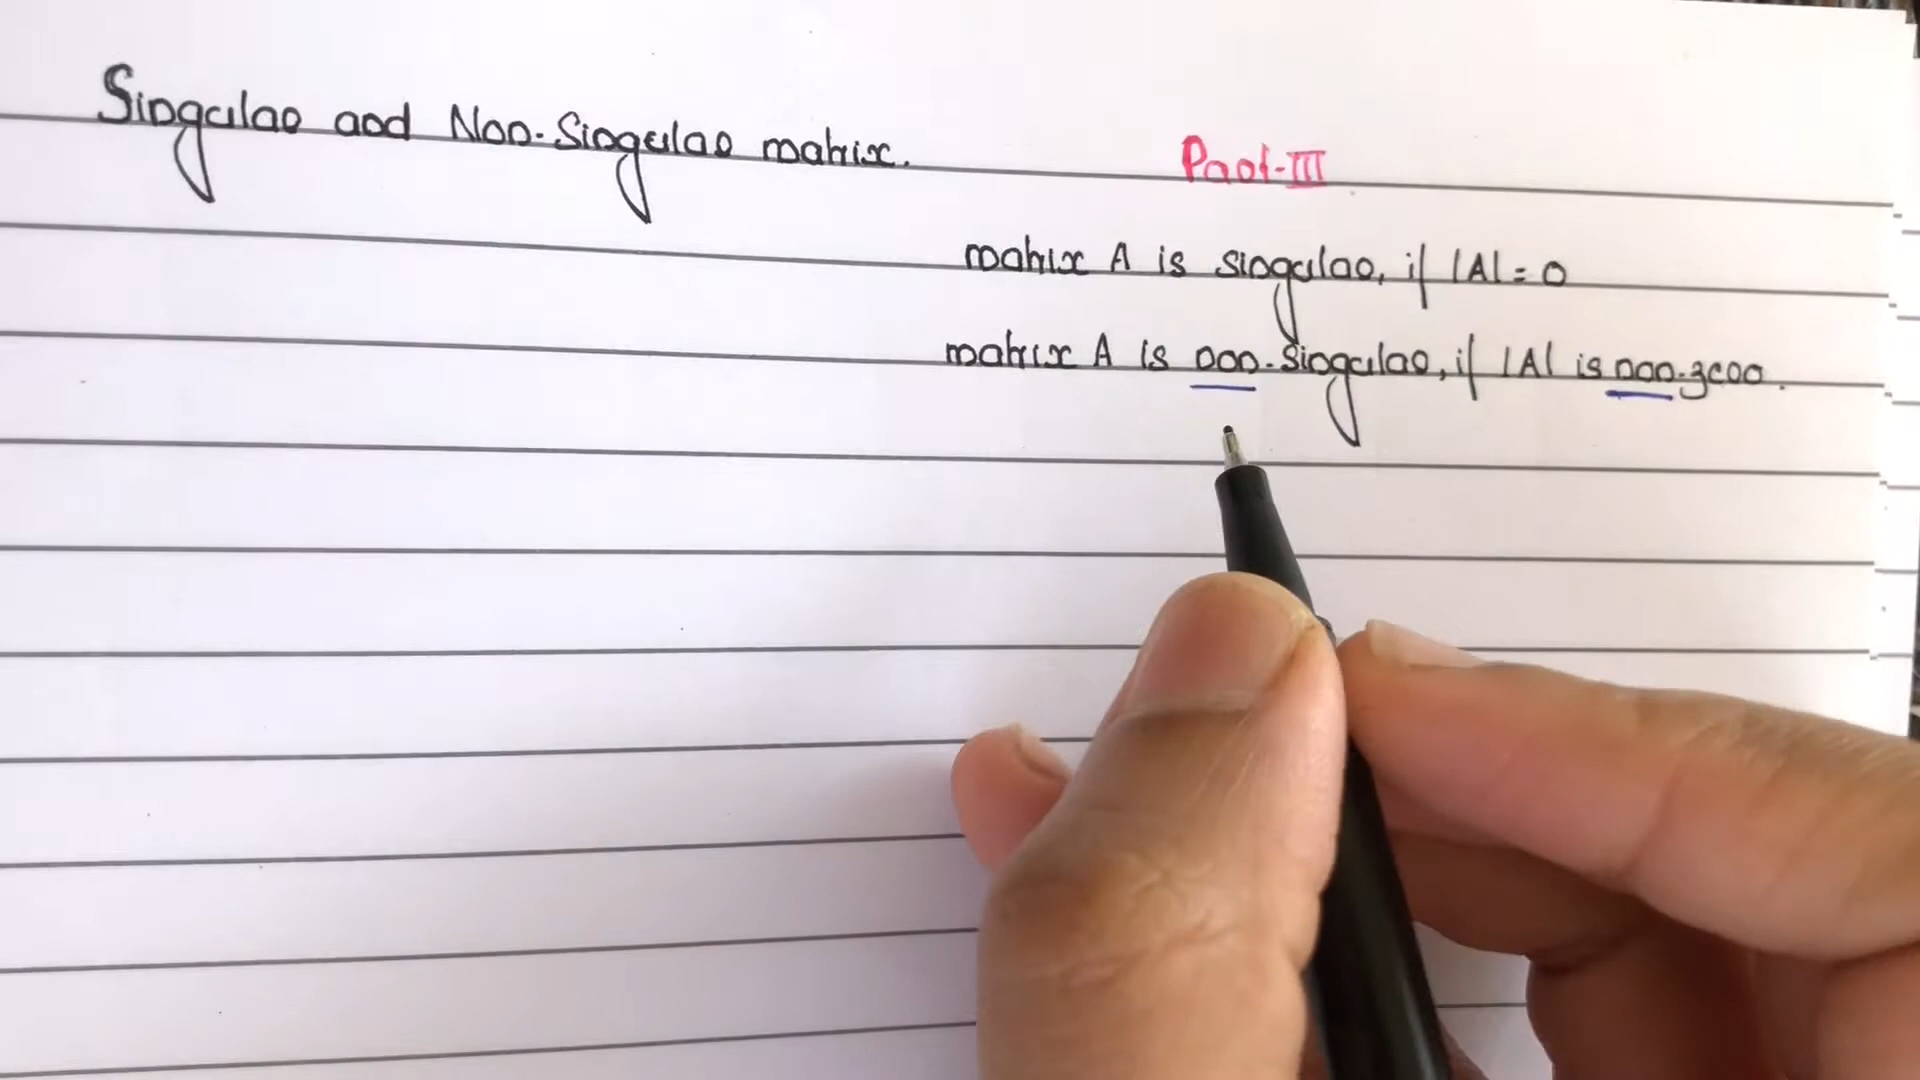 Singular and Non-Singular matrix.
Part-III
matrix A is singular, if |A| = 0
matrix A is non-singular, if |A| is non-zero.